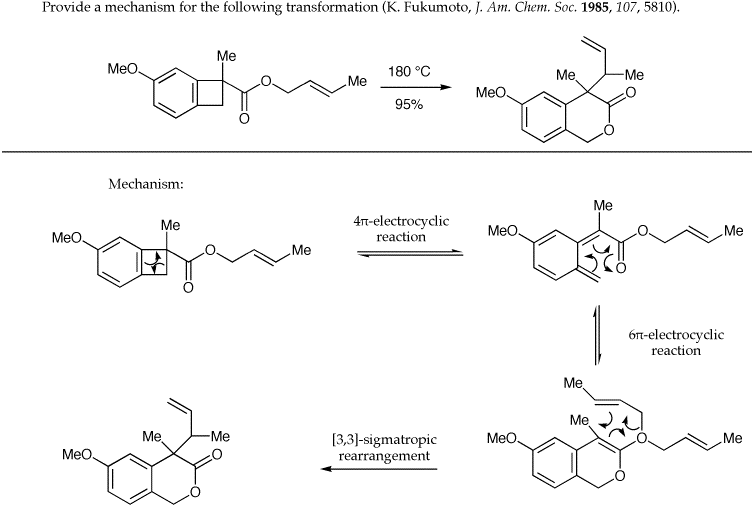 Provide a mechanism for the following transformation (K. Fukumoto, J. Am. Chem. Soc. 1985, 107, 5810).
Me
MeO
O
Me
O
180 °C
95%
Me
Me
MeO
O
O
Mechanism:
Me
MeO
O
Me
O
4π-electrocyclic
reaction
Me
MeO
O
Me
O
6π-electrocyclic
reaction
Me
Me
MeO
O
Me
O
[3,3]-sigmatropic
rearrangement
Me
Me
MeO
O
O